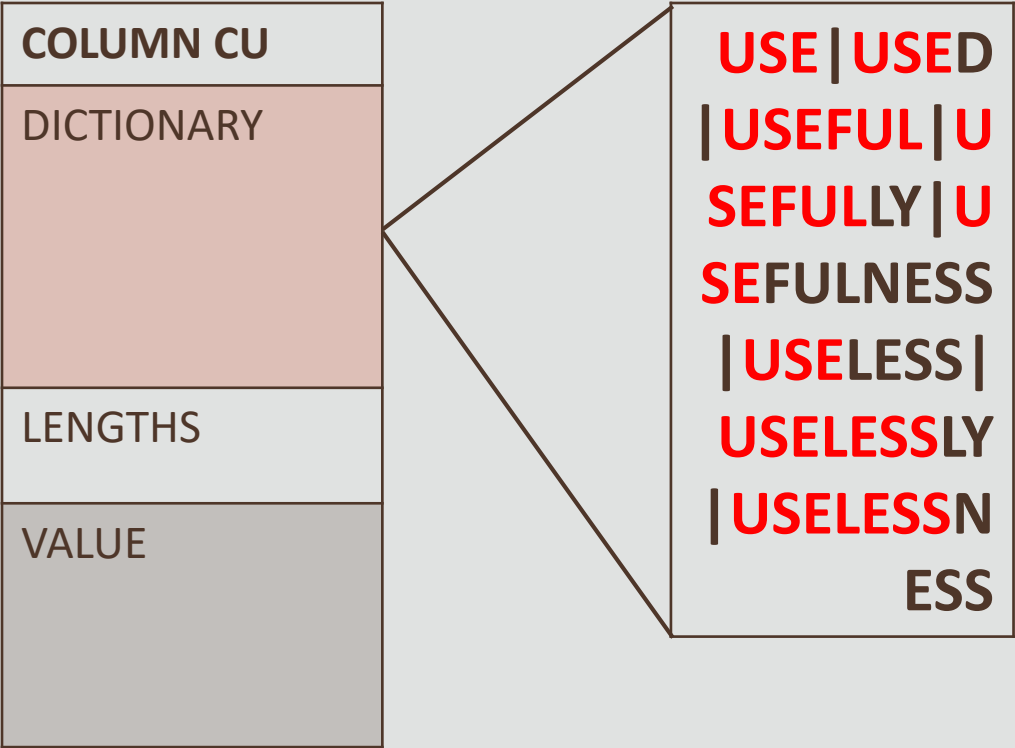 COLUMN CU
DICTIONARY
LENGTHS
VALUE
USE|USED
|USEFUL|U
SEFULLY|U
SEFULNESS
|USELESS|
USELESSLY
|USELESSN
ESS